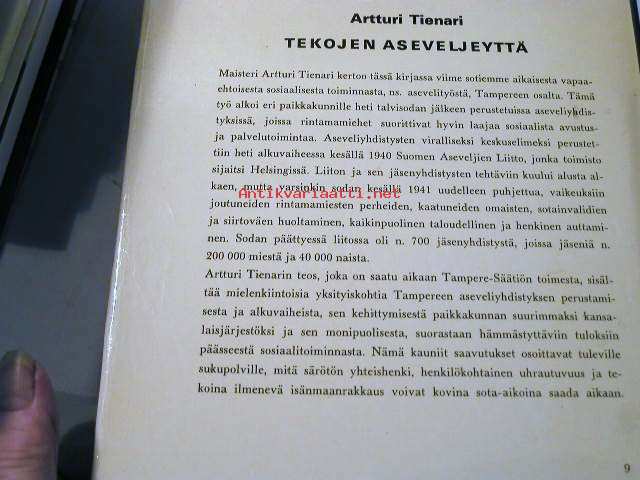 Artturi Tienari
TEKOJEN ASEVELJEYTTÄ
Maisteri Artturi Tienari kertoo tässä kirjassa viime sotiemme aikaisesta vapaa-
ehtoisesta sosiaalisesta toiminnasta, ns. asevelityöstä, Tampereen osalta. Tämä
työ alkoi eri paikkakunnille heti talvisodan jälkeen perustetuissa aseveliyhdis-
tyksissä, joissa rintamamiehet suorittivat hyvin laajaa sosiaalista avustus-
ja palvelutoimintaa. Aseveliyhdistysten viralliseksi keskuselimeksi perustet-
tiin heti alkuvaiheessa kesällä 1940 Suomen Aseveljien Liitto, jonka toimisto
sijaitsi Helsingissä. Liiton ja sen jäsenyhdistysten tehtäviin kuului alusta al-
kaen, mutta varsinkin sodan kesällä 1941 uudelleen puhjettua, vaikeuksiin
Antikvariaatti.net
joutuneiden rintamamiesten perheiden, kaatuneiden omaisten, sotainvalidien
ja siirtoväen huoltaminen, kaikinpuolinen taloudellinen ja henkinen auttami-
nen. Sodan päättyessä liitossa oli n. 700 jäsenyhdistystä, joissa jäseniä n.
200 000 miestä ja 40 000 naista.
Artturi Tienarin teos, joka on saatu aikaan Tampere-Säätiön toimesta, sisäl-
tää mielenkiintoisia yksityiskohtia Tampereen aseveliyhdistyksen perustami-
sesta ja alkuvaiheista, sen kehittymisestä paikkakunnan suurimmaksi kansa-
laisjärjestöksi ja sen monipuolisesta, suorastaan hämmästyttäviin tuloksiin
päässeestä sosiaalitoiminnasta. Nämä kauniit saavutukset osoittavat tuleville
sukupolville, mitä särötön yhteishenki, henkilökohtainen uhrautuvuus ja te-
koina ilmenevä isänmaanrakkaus voivat kovina sota-aikoina saada aikaan.
9